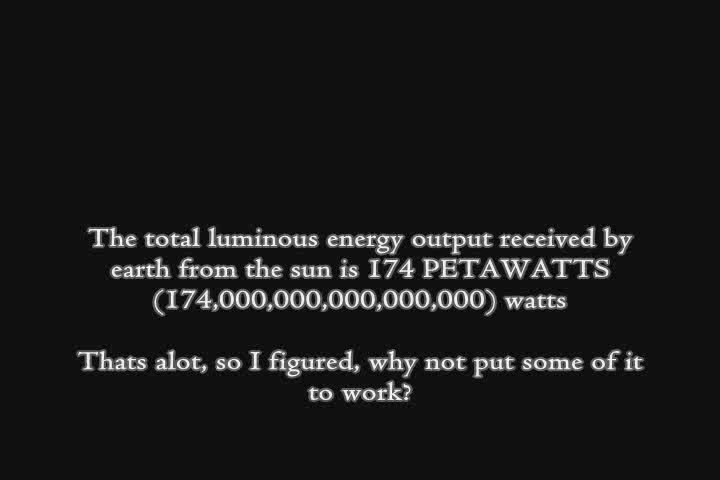 The total luminous energy output received by
earth from the sun is 174 PETAWATTS
(174,000,000,000,000,000) watts
Thats alot, so I figured, why not put some of it
to work?